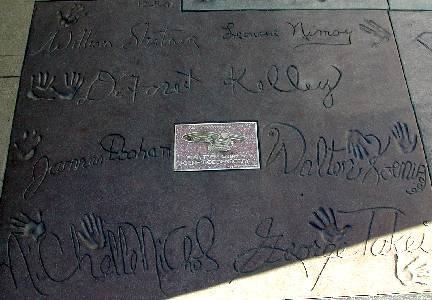 William Shatner Leonard Nimoy
DeForest Kelley
James Doohan Walter Koenig
Nichelle Nichols George Takei